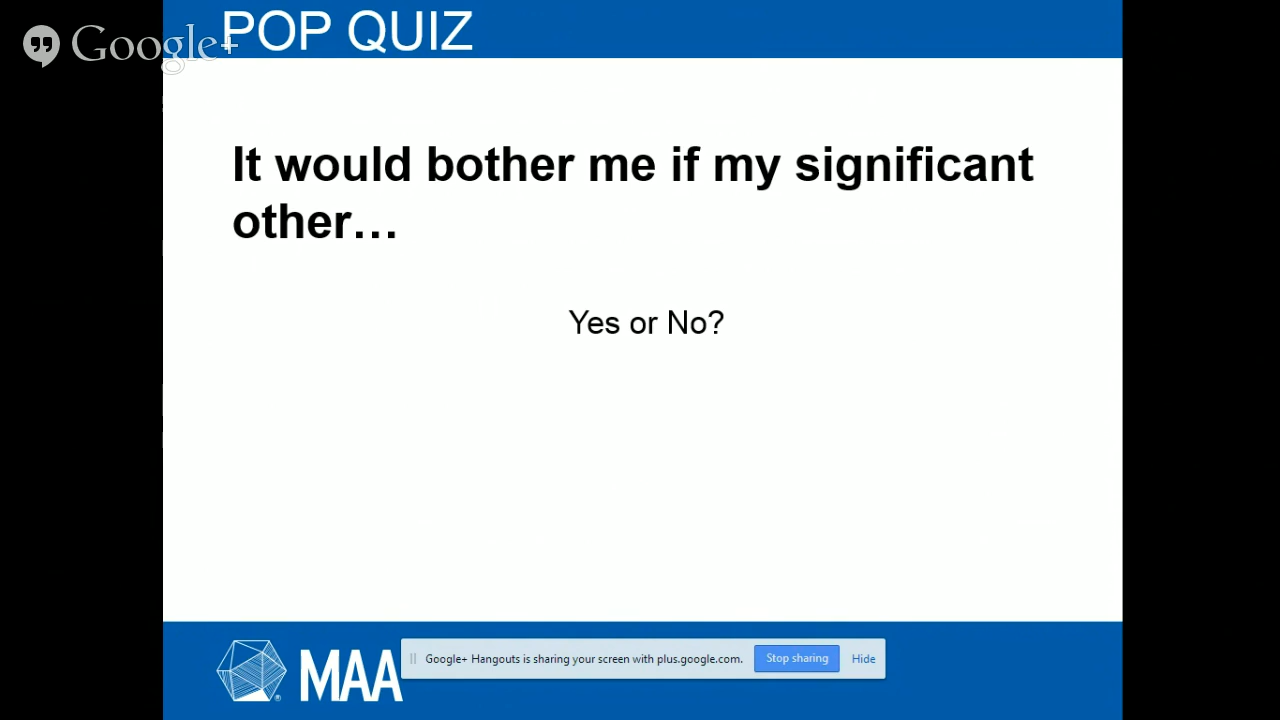 Google+
POP QUIZ
It would bother me if my significant
other…
Yes or No?
MAA
Google+ Hangouts is sharing your screen with plus.google.com.
Stop sharing
Hide